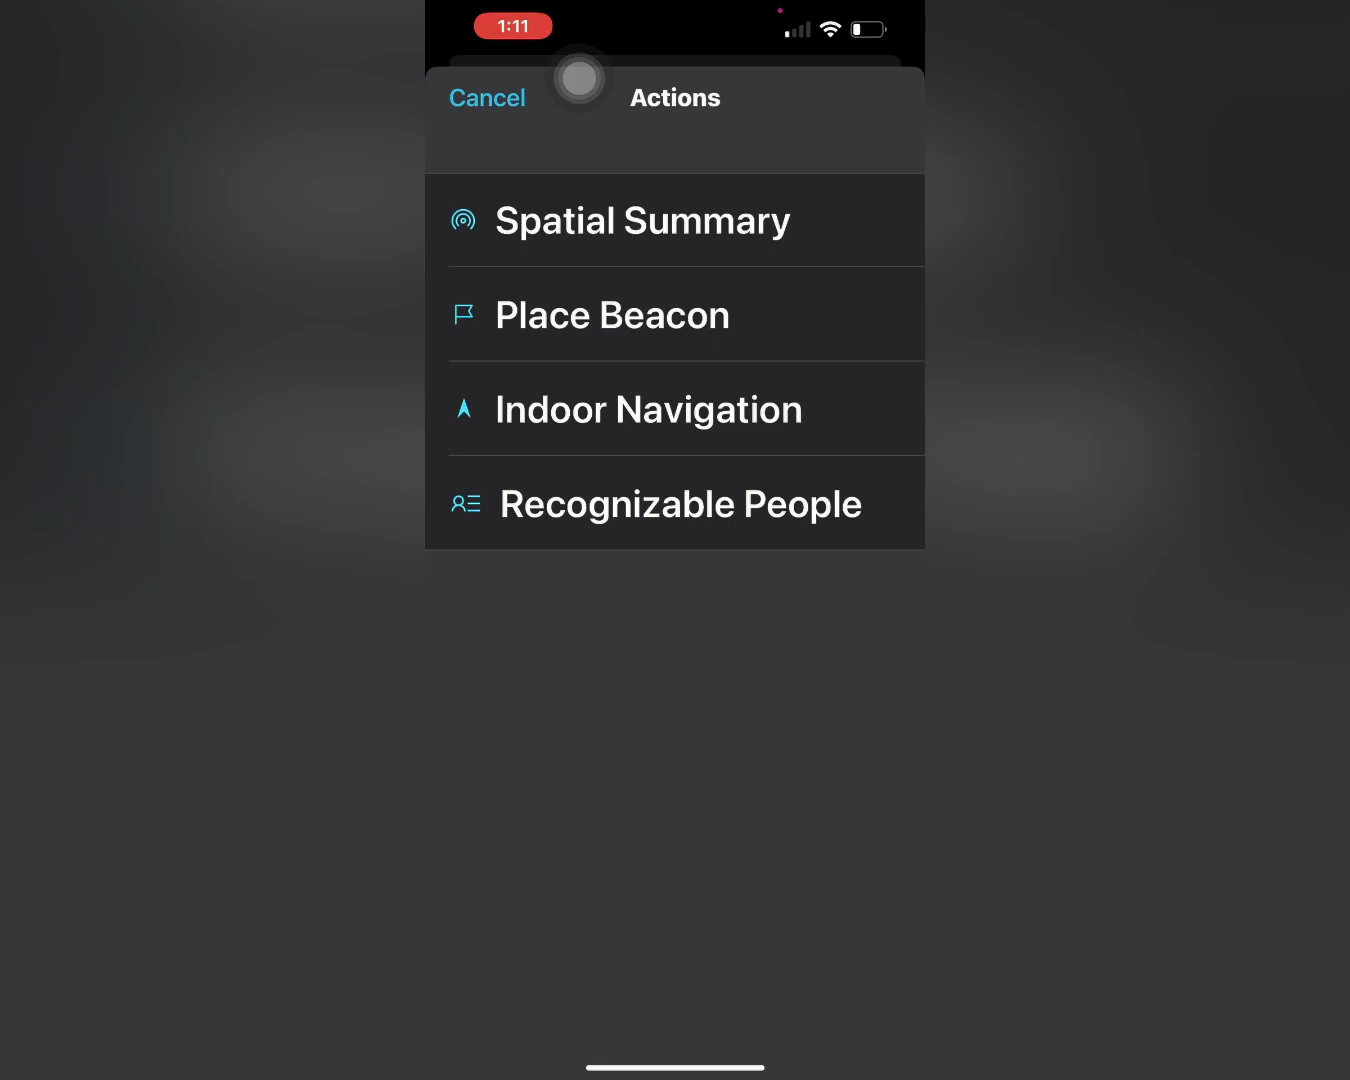 1:11
Cancel
Actions
Spatial Summary
Place Beacon
Indoor Navigation
Recognizable People